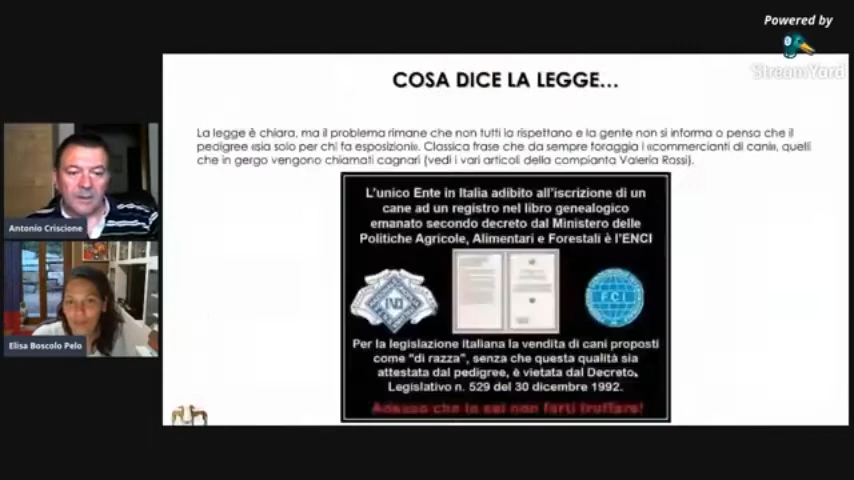 Powered by
StreamYard
COSA DICE LA LEGGE...
La legge è chiara, ma il problema rimane che non tutti la rispettano e la gente non si informa o pensa che il
pedigree «sia solo per chi fa esposizioni». Classica frase che da sempre foraggia i «commercianti di cani», quelli
che in gergo vengono chiamati cagnari (vedi i vari articoli della compianta Valeria Rossi).
L'unico Ente in Italia adibito all'iscrizione di un
cane ad un registro nel libro genealogico
emanato secondo decreto dal Ministero delle
Politiche Agricole, Alimentari e Forestali è l'ENCI
FCI
Per la legislazione italiana la vendita di cani proposti
come "di razza", senza che questa qualità sia
attestata dal pedigree, è vietata dal Decreto
Legislativo n. 529 del 30 dicembre 1992.
Adesso che lo sai non farti truffare!
Antonio Criscione
Elisa Boscolo Pelo